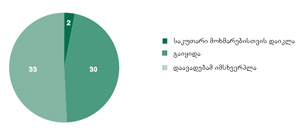 2
33
30
საკუთარი მოხმარებისთვის დაიკლა
გაიყიდა
დაავადებამ იმსხვერპლა